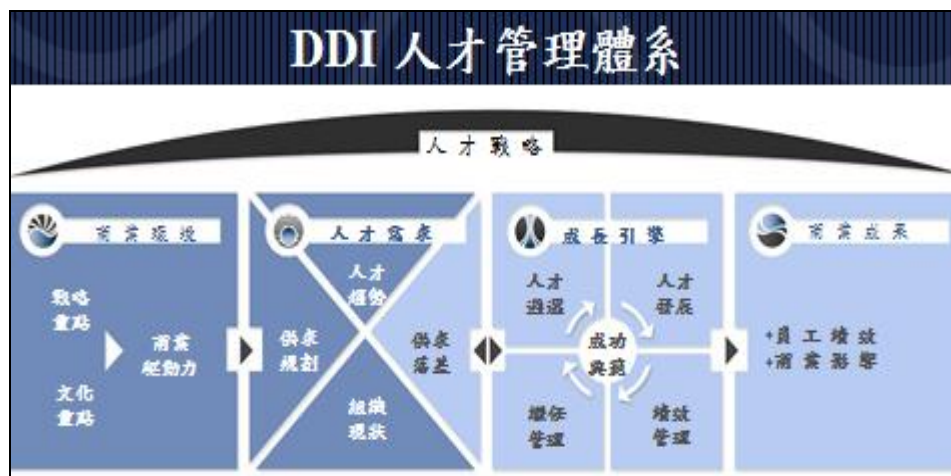 DDI 人才管理體系
人才戰略
商業環境
人才需求
成長引擎
商業成果
戰略
重點
文化
重點
商業
驅動力
人才
趨勢
供求
規劃
供求
落差
組織
現狀
人才
遴選
人才
發展
成功
典範
繼任
管理
績效
管理
+員工績效
+商業影響